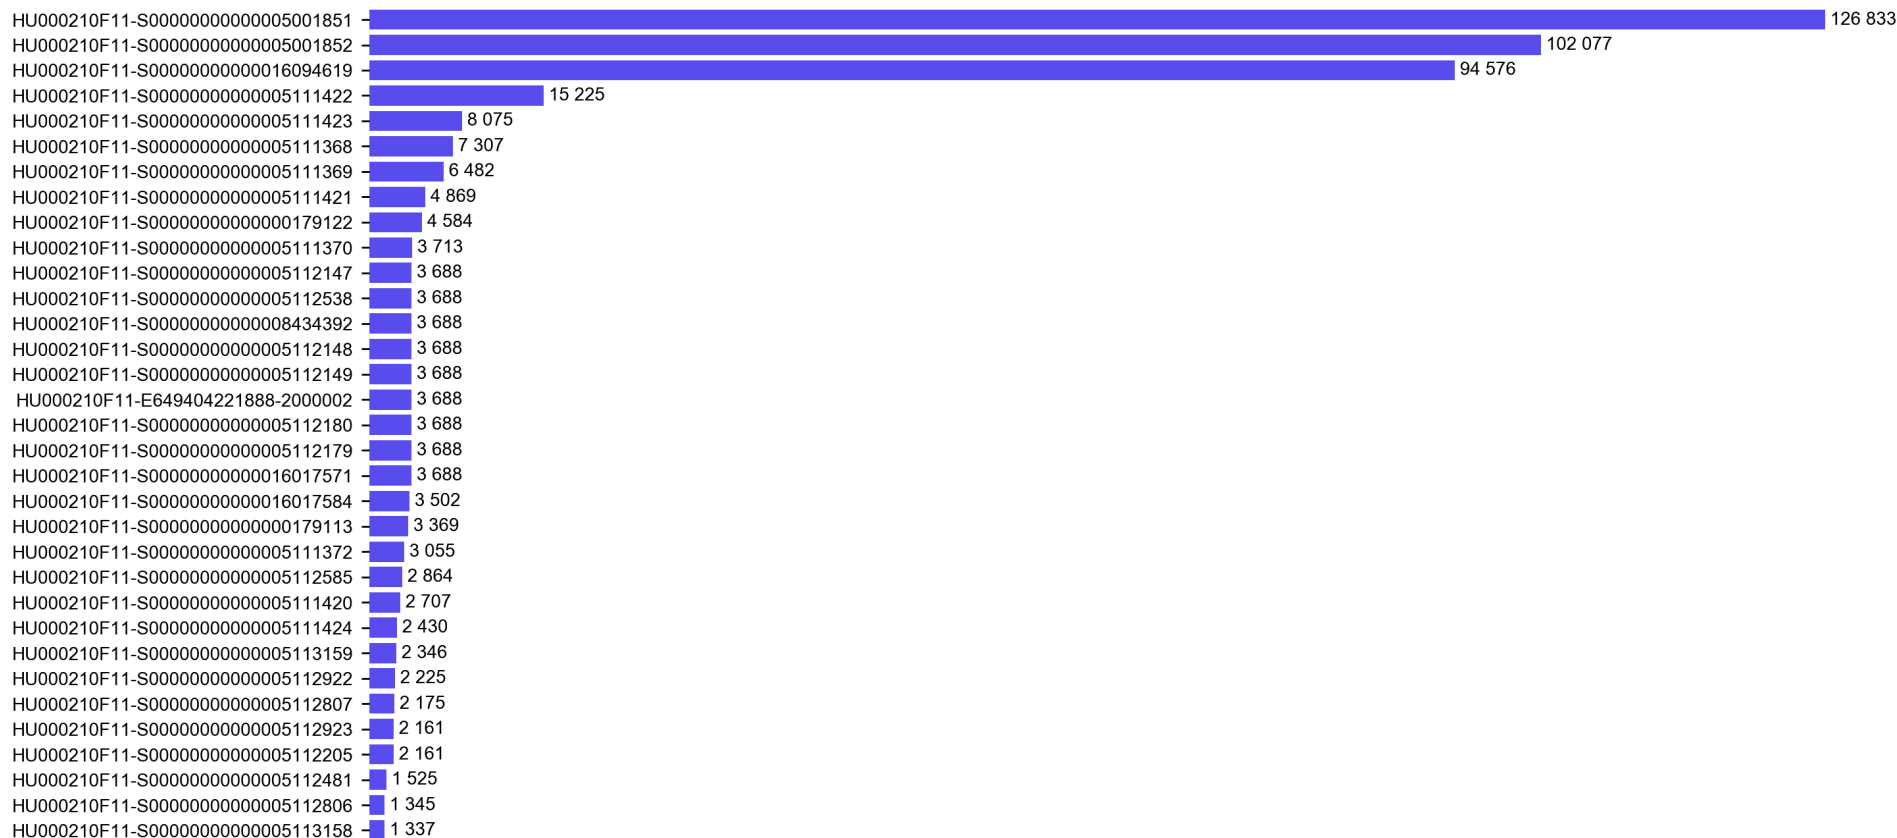 HU000210F11-S00000000000005001851 126 833
HU000210F11-S00000000000005001852 102 077
HU000210F11-S00000000000016094619 94 576
HU000210F11-S00000000000005111422 15 225
HU000210F11-S00000000000005111423 8 075
HU000210F11-S00000000000005111368 7 307
HU000210F11-S00000000000005111369 6 482
HU000210F11-S00000000000005111421 4 869
HU000210F11-S00000000000000179122 4 584
HU000210F11-S00000000000005111370 3 713
HU000210F11-S00000000000005112147 3 688
HU000210F11-S00000000000005112538 3 688
HU000210F11-S00000000000008434392 3 688
HU000210F11-S00000000000005112148 3 688
HU000210F11-S00000000000005112149 3 688
HU000210F11-E649404221888-2000002 3 688
HU000210F11-S00000000000005112180 3 688
HU000210F11-S00000000000005112179 3 688
HU000210F11-S00000000000016017571 3 688
HU000210F11-S00000000000016017584 3 502
HU000210F11-S00000000000000179113 3 369
HU000210F11-S00000000000005111372 3 055
HU000210F11-S00000000000005112585 2 864
HU000210F11-S00000000000005111420 2 707
HU000210F11-S00000000000005111424 2 430
HU000210F11-S00000000000005113159 2 346
HU000210F11-S00000000000005112922 2 225
HU000210F11-S00000000000005112807 2 175
HU000210F11-S00000000000005112923 2 161
HU000210F11-S00000000000005112205 2 161
HU000210F11-S00000000000005112481 1 525
HU000210F11-S00000000000005112806 1 345
HU000210F11-S00000000000005113158 1 337